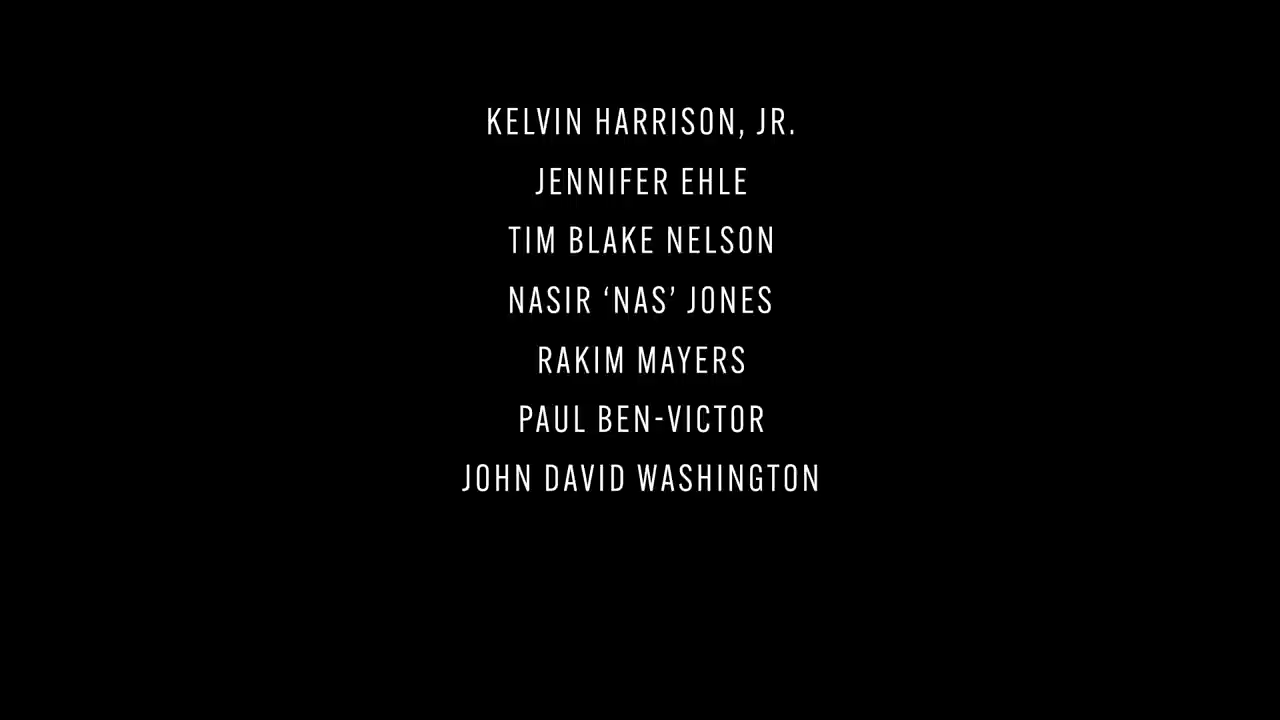 KELVIN HARRISON, JR.
JENNIFER EHLE
TIM BLAKE NELSON
NASIR ‘NAS’ JONES
RAKIM MAYERS
PAUL BEN-VICTOR
JOHN DAVID WASHINGTON